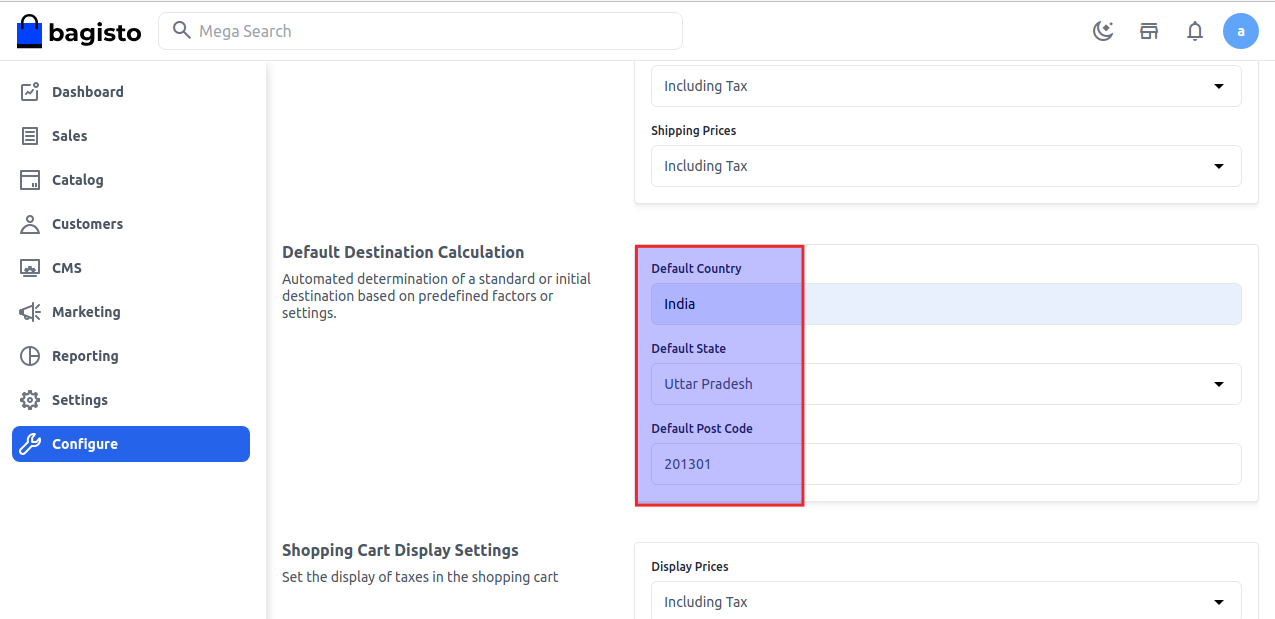 bagisto
Mega Search
a
Dashboard
Sales
Catalog
Customers
CMS
Marketing
Reporting
Settings
Configure
Including Tax
Shipping Prices
Including Tax
Default Destination Calculation
Automated determination of a standard or initial
destination based on predefined factors or
settings.
Default Country
India
Default State
Uttar Pradesh
Default Post Code
201301
Shopping Cart Display Settings
Set the display of taxes in the shopping cart
Display Prices
Including Tax